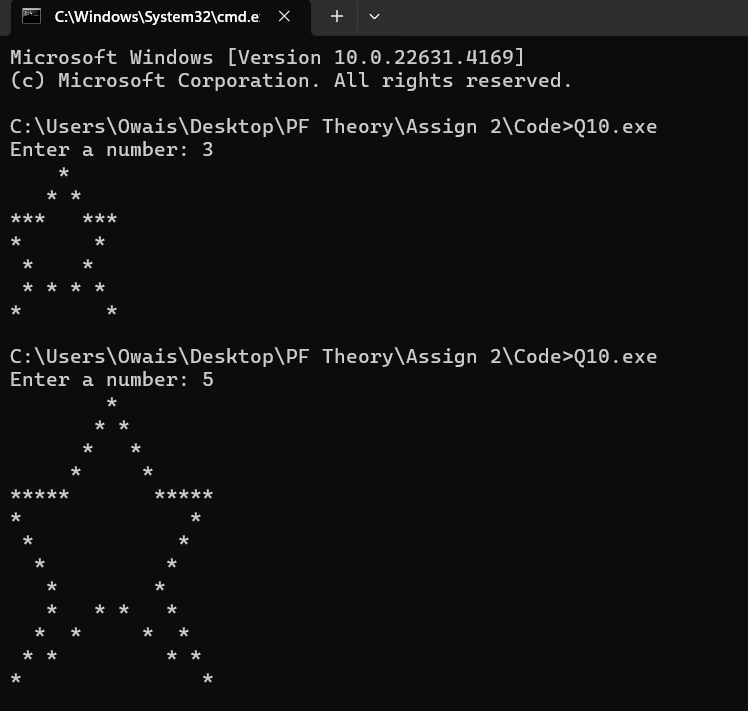 C:\Windows\System32\cmd.e
Microsoft Windows [Version 10.0.22631.4169]
(c) Microsoft Corporation. All rights reserved.
C:\Users\Owais\Desktop\PF Theory\Assign 2\Code>Q10.exe
Enter a number: 3
    *
   * *
***   ***
*      *
 *    *
 * * * *
*       *
C:\Users\Owais\Desktop\PF Theory\Assign 2\Code>Q10.exe
Enter a number: 5
        *
       * *
      *   *
     *     *
*****       *****
*              *
 *            *
  *          *
   *        *
   *   * *   *
  *  *     *  *
 * *         * *
*               *